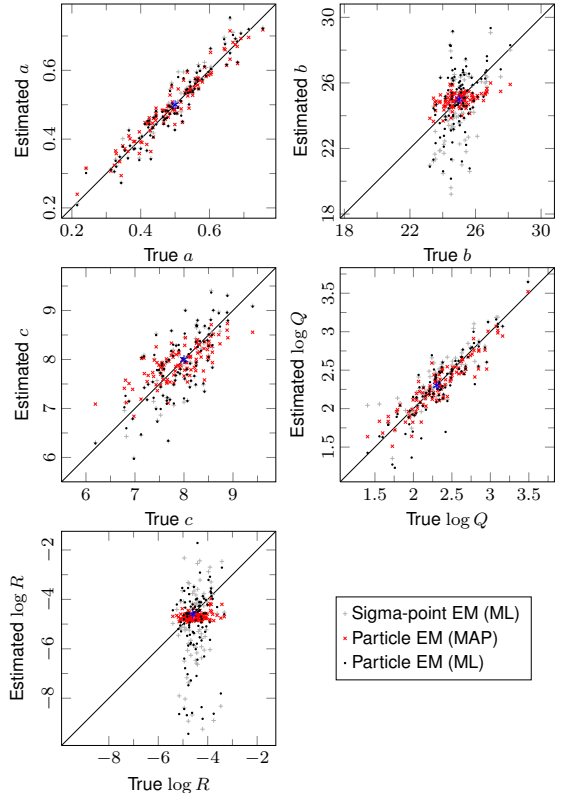 0.6
0.4
0.2
Estimated a
0.2 0.4 0.6
True a
30
26
22
18
Estimated b
18 22 26 30
True b
9
8
7
6
Estimated c
6 7 8 9
True c
3.5
3
2.5
2
1.5
Estimated log Q
1.5 2 2.5 3 3.5
True log Q
−2
−4
−6
−8
Estimated log R
−8 −6 −4 −2
True log R
Sigma-point EM (ML)
Particle EM (MAP)
Particle EM (ML)